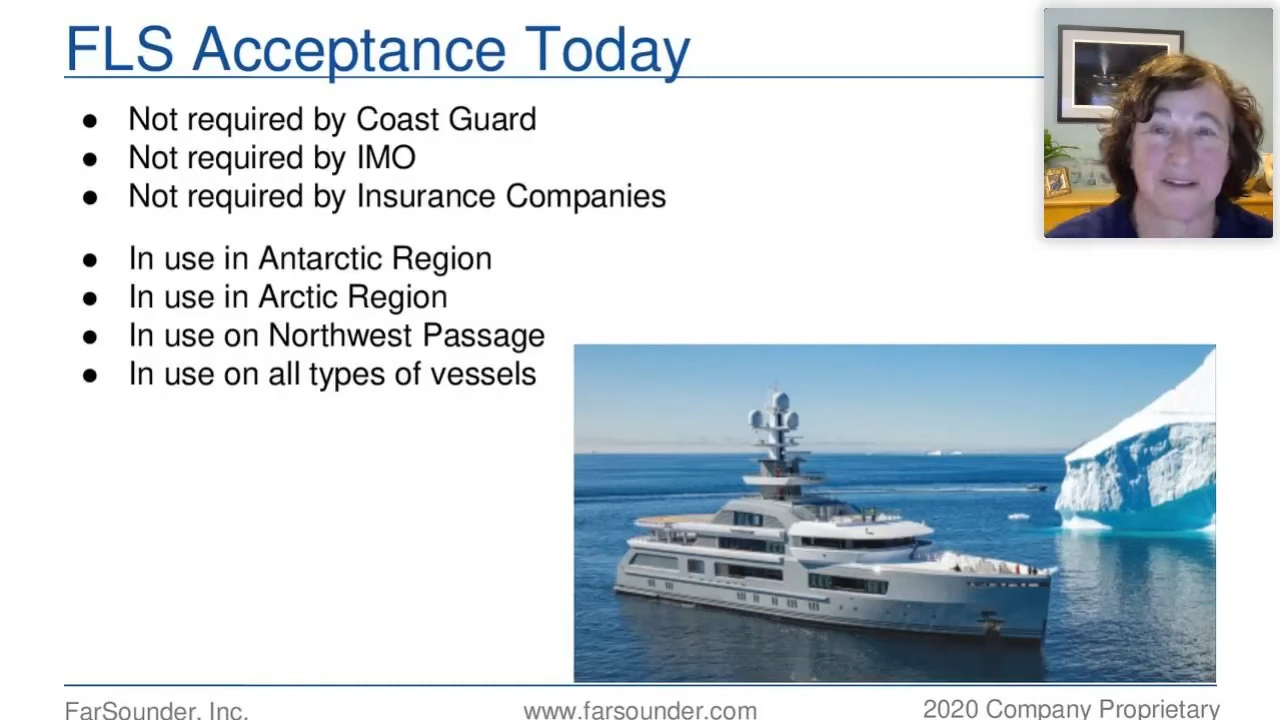 FLS Acceptance Today
● Not required by Coast Guard
● Not required by IMO
● Not required by Insurance Companies
● In use in Antarctic Region
● In use in Arctic Region
● In use on Northwest Passage
● In use on all types of vessels
FarSounder, Inc. www.farsounder.com 2020 Company Proprietary